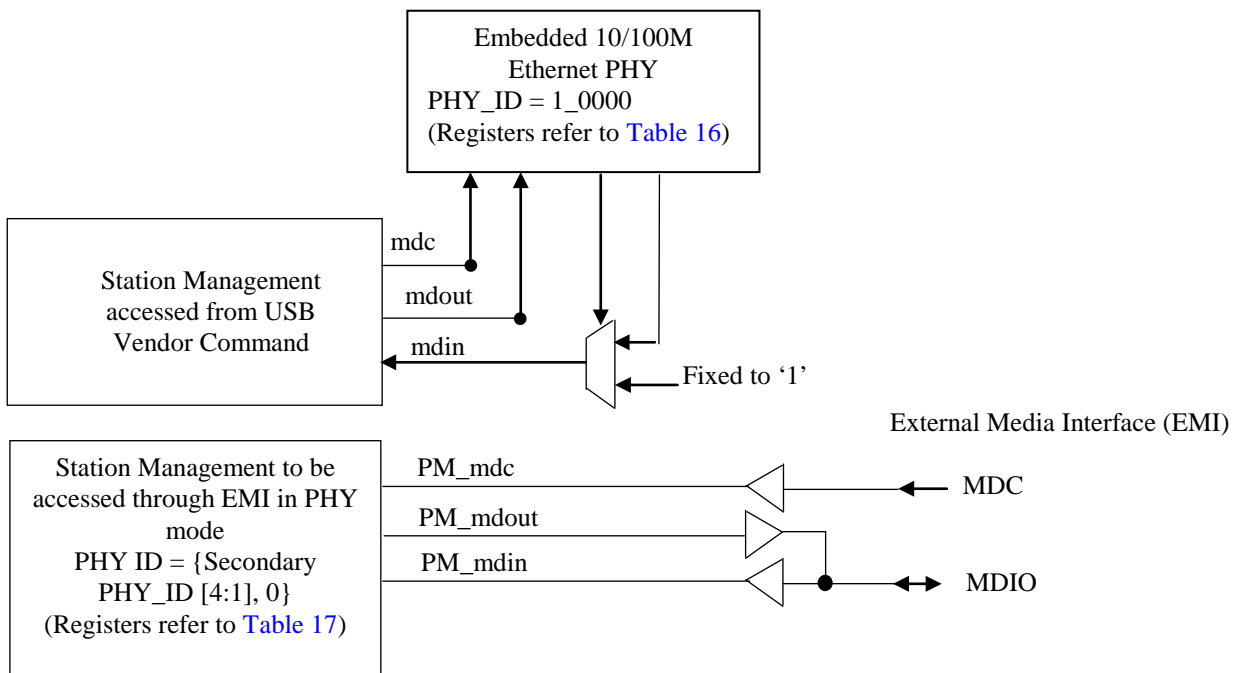 Embedded 10/100M
Ethernet PHY
PHY_ID = 1_0000
(Registers refer to Table 16)
Station Management
accessed from USB
Vendor Command
mdc
mdout
mdin
Fixed to ‘1’
External Media Interface (EMI)
Station Management to be
accessed through EMI in PHY
mode
PHY ID = {Secondary
PHY_ID [4:1], 0}
(Registers refer to Table 17)
PM_mdc
PM_mdout
PM_mdin
MDC
MDIO